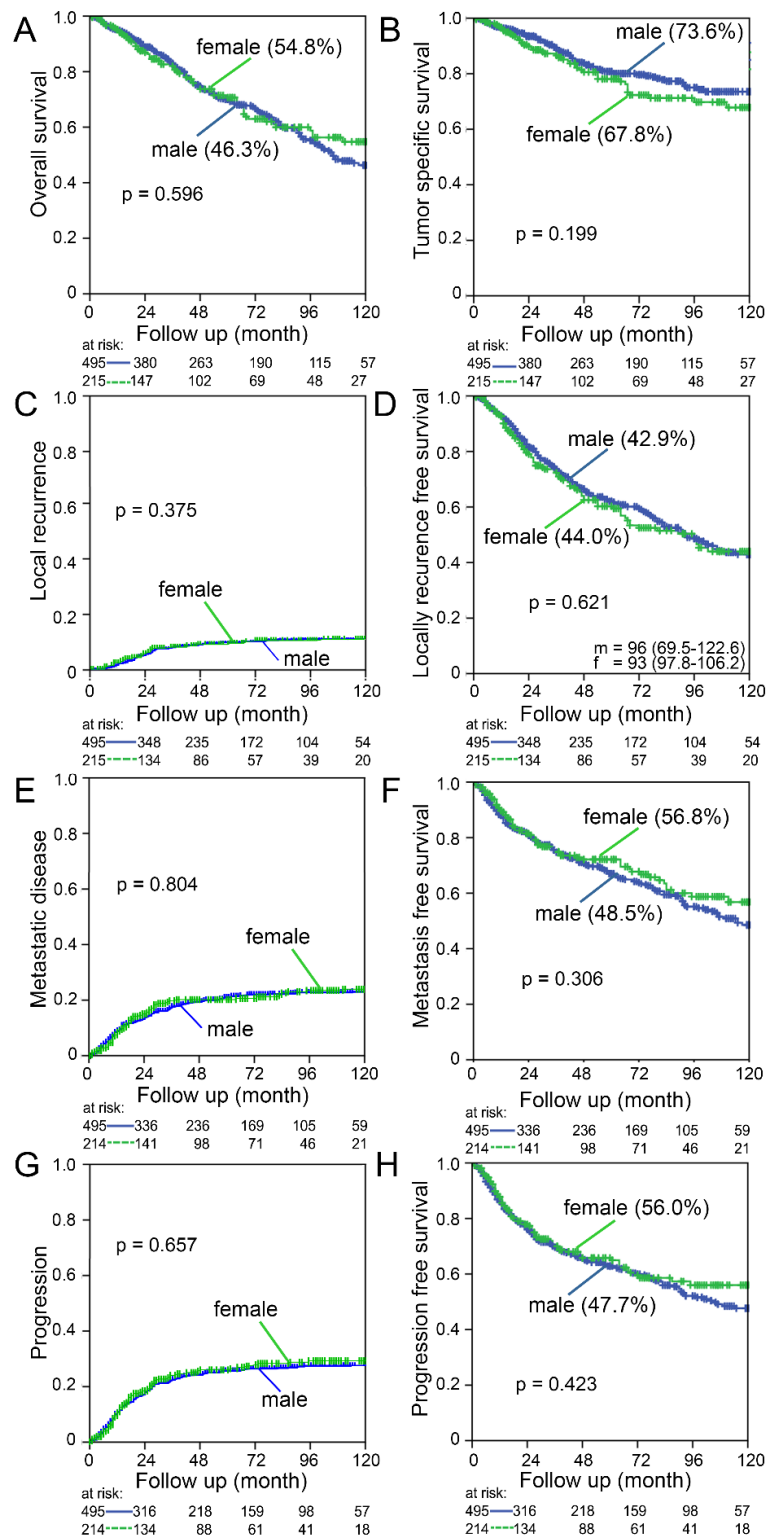 A
Overall survival
1.0
0.8
0.6
0.4
0.2
0
female (54.8%)
male (46.3%)
p = 0.596
0 24 48 72 96 120
Follow up (month)
at risk:
495 380 263 190 115 57
215 147 102 69 48 27
B
Tumor specific survival
1.0
0.8
0.6
0.4
0.2
0
male (73.6%)
female (67.8%)
p = 0.199
0 24 48 72 96 120
Follow up (month)
at risk:
495 380 263 190 115 57
215 147 102 69 48 27
C
Local recurrence
1.0
0.8
0.6
0.4
0.2
0
p = 0.375
female
male
0 24 48 72 96 120
Follow up (month)
at risk:
495 348 235 172 104 54
215 134 86 57 39 20
D
Locally recurence free survival
1.0
0.8
0.6
0.4
0.2
0
male (42.9%)
female (44.0%)
p = 0.621
m = 96 (69.5-122.6)
f = 93 (97.8-106.2)
0 24 48 72 96 120
Follow up (month)
at risk:
495 348 235 172 104 54
215 134 86 57 39 20
E
Metastatic disease
1.0
0.8
0.6
0.4
0.2
0
p = 0.804
female
male
0 24 48 72 96 120
Follow up (month)
at risk:
495 336 236 169 105 59
214 141 98 71 46 21
F
Metastasis free survival
1.0
0.8
0.6
0.4
0.2
0
female (56.8%)
male (48.5%)
p = 0.306
0 24 48 72 96 120
Follow up (month)
at risk:
495 336 236 169 105 59
214 141 98 71 46 21
G
Progression
1.0
0.8
0.6
0.4
0.2
0
p = 0.657
female
male
0 24 48 72 96 120
Follow up (month)
at risk:
495 316 218 159 98 57
214 134 88 61 41 18
H
Progression free survival
1.0
0.8
0.6
0.4
0.2
0
female (56.0%)
male (47.7%)
p = 0.423
0 24 48 72 96 120
Follow up (month)
at risk:
495 316 218 159 98 57
214 134 88 61 41 18